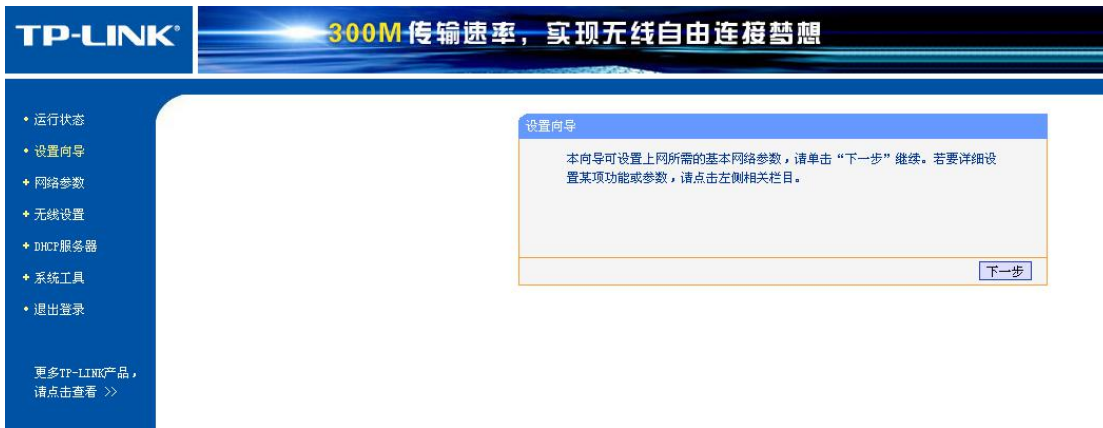 TP-LINK®
300M传输速率，实现无线自由连接梦想
运行状态
设置向导
网络参数
无线设置
DHCP服务器
系统工具
退出登录
更多TP-LINK产品，
请点击查看 >>
设置向导
本向导可设置上网所需的基本网络参数，请单击“下一步”继续。若要详细设
置某项功能或参数，请点击左侧相关栏目。
下一步